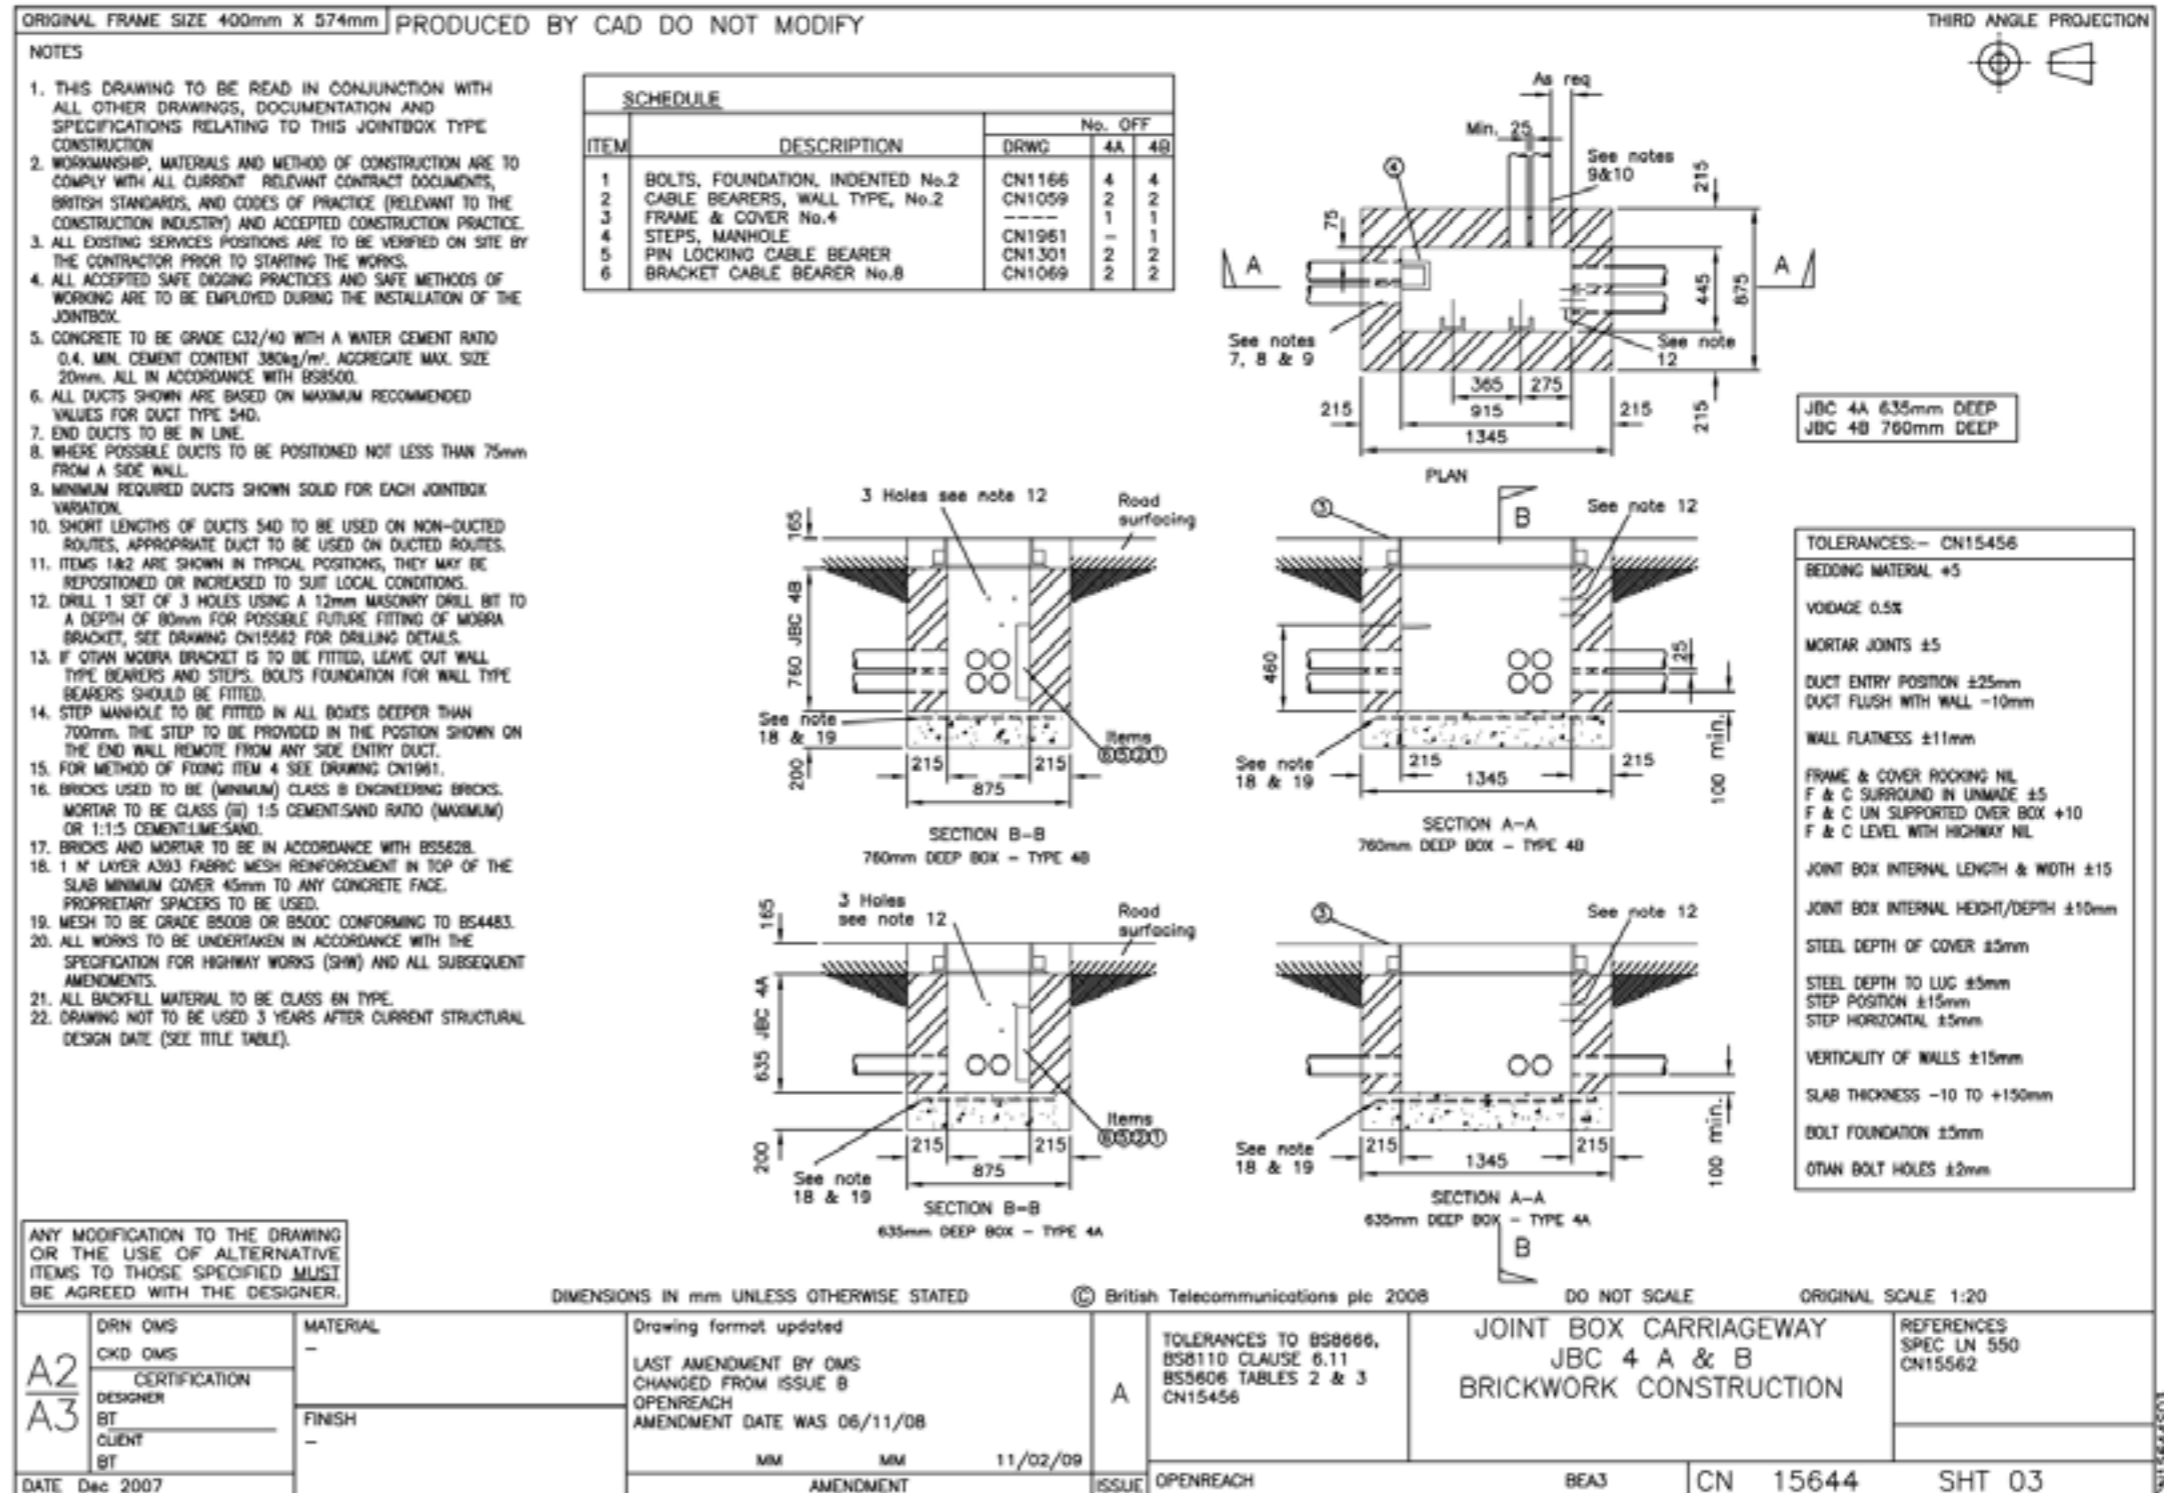 ORIGINAL FRAME SIZE 400mm X 574mm
PRODUCED BY CAD DO NOT MODIFY
THIRD ANGLE PROJECTION
NOTES
1. THIS DRAWING TO BE READ IN CONJUNCTION WITH
ALL OTHER DRAWINGS, DOCUMENTATION AND
SPECIFICATIONS RELATING TO THIS JOINTBOX TYPE
CONSTRUCTION
2. WORKMANSHIP, MATERIALS AND METHOD OF CONSTRUCTION ARE TO
COMPLY WITH ALL CURRENT RELEVANT CONTRACT DOCUMENTS,
BRITISH STANDARDS, AND CODES OF PRACTICE (RELEVANT TO THE
CONSTRUCTION INDUSTRY) AND ACCEPTED CONSTRUCTION PRACTICE.
3. ALL EXISTING SERVICES POSITIONS ARE TO BE VERIFIED ON SITE BY
THE CONTRACTOR PRIOR TO STARTING THE WORKS.
4. ALL ACCEPTED SAFE DIGGING PRACTICES AND SAFE METHODS OF
WORKING ARE TO BE EMPLOYED DURING THE INSTALLATION OF THE
JOINTBOX.
5. CONCRETE TO BE GRADE C32/40 WITH A WATER CEMENT RATIO
0.4. MIN. CEMENT CONTENT 380kg/m³. AGGREGATE MAX. SIZE
20mm. ALL IN ACCORDANCE WITH BS8500.
6. ALL DUCTS SHOWN ARE BASED ON MAXIMUM RECOMMENDED
VALUES FOR DUCT TYPE 54D.
7. END DUCTS TO BE IN LINE.
8. WHERE POSSIBLE DUCTS TO BE POSITIONED NOT LESS THAN 75mm
FROM A SIDE WALL.
9. MINIMUM REQUIRED DUCTS SHOWN SOLID FOR EACH JOINTBOX
VARIATION.
10. SHORT LENGTHS OF DUCTS 54D TO BE USED ON NON-DUCTED
ROUTES, APPROPRIATE DUCT TO BE USED ON DUCTED ROUTES.
11. ITEMS 1&2 ARE SHOWN IN TYPICAL POSITIONS, THEY MAY BE
REPOSITIONED OR INCREASED TO SUIT LOCAL CONDITIONS.
12. DRILL 1 SET OF 3 HOLES USING A 12mm MASONRY DRILL BIT TO
A DEPTH OF 80mm FOR POSSIBLE FUTURE FITTING OF MOBRA
BRACKET, SEE DRAWING CN15562 FOR DRILLING DETAILS.
13. IF OTIAN MOBRA BRACKET IS TO BE FITTED, LEAVE OUT WALL
TYPE BEARERS AND STEPS. BOLTS FOUNDATION FOR WALL TYPE
BEARERS SHOULD BE FITTED.
14. STEP MANHOLE TO BE FITTED IN ALL BOXES DEEPER THAN
700mm. THE STEP TO BE PROVIDED IN THE POSTION SHOWN ON
THE END WALL REMOTE FROM ANY SIDE ENTRY DUCT.
15. FOR METHOD OF FIXING ITEM 4 SEE DRAWING CN1961.
16. BRICKS USED TO BE (MINIMUM) CLASS B ENGINEERING BRICKS.
MORTAR TO BE CLASS (iii) 1:5 CEMENT:SAND RATIO (MAXIMUM)
OR 1:1:5 CEMENT:LIME:SAND.
17. BRICKS AND MORTAR TO BE IN ACCORDANCE WITH BS5628.
18. 1 N° LAYER A393 FABRIC MESH REINFORCEMENT IN TOP OF THE
SLAB MINIMUM COVER 45mm TO ANY CONCRETE FACE.
PROPRIETARY SPACERS TO BE USED.
19. MESH TO BE GRADE B500B OR B500C CONFORMING TO BS4483.
20. ALL WORKS TO BE UNDERTAKEN IN ACCORDANCE WITH THE
SPECIFICATION FOR HIGHWAY WORKS (SHW) AND ALL SUBSEQUENT
AMENDMENTS.
21. ALL BACKFILL MATERIAL TO BE CLASS 6N TYPE.
22. DRAWING NOT TO BE USED 3 YEARS AFTER CURRENT STRUCTURAL
DESIGN DATE (SEE TITLE TABLE).
SCHEDULE
No. OFF
ITEM DESCRIPTION DRWG 4A 4B
1 BOLTS, FOUNDATION, INDENTED No.2 CN1166 4 4
2 CABLE BEARERS, WALL TYPE, No.2 CN1059 2 2
3 FRAME & COVER No.4 ---- 1 1
4 STEPS, MANHOLE CN1961 - 1
5 PIN LOCKING CABLE BEARER CN1301 2 2
6 BRACKET CABLE BEARER No.8 CN1069 2 2
As req
Min. 25
See notes
9&10
4
75
215
A
A
445
875
See notes
7, 8 & 9
See note
12
365 275
215 915 215
215
1345
PLAN
JBC 4A 635mm DEEP
JBC 4B 760mm DEEP
3 Holes see note 12
Road
surfacing
165
760 JBC 4B
See note
18 & 19
Items
6 5 2 1
200
215 215
875
SECTION B-B
760mm DEEP BOX - TYPE 4B
3
B
See note 12
460
25
See note
18 & 19
215 215
1345
100 min.
SECTION A-A
760mm DEEP BOX - TYPE 4B
3 Holes
see note 12
Road
surfacing
165
635 JBC 4A
Items
6 5 2 1
200
See note
18 & 19
215 215
875
SECTION B-B
635mm DEEP BOX - TYPE 4A
3
See note 12
See note
18 & 19
215 215
1345
100 min.
SECTION A-A
635mm DEEP BOX - TYPE 4A
B
TOLERANCES:- CN15456
BEDDING MATERIAL +5
VOIDAGE 0.5%
MORTAR JOINTS ±5
DUCT ENTRY POSITION ±25mm
DUCT FLUSH WITH WALL -10mm
WALL FLATNESS ±11mm
FRAME & COVER ROCKING NIL
F & C SURROUND IN UNMADE ±5
F & C UN SUPPORTED OVER BOX +10
F & C LEVEL WITH HIGHWAY NIL
JOINT BOX INTERNAL LENGTH & WIDTH ±15
JOINT BOX INTERNAL HEIGHT/DEPTH ±10mm
STEEL DEPTH OF COVER ±5mm
STEEL DEPTH TO LUG ±5mm
STEP POSITION ±15mm
STEP HORIZONTAL ±5mm
VERTICALITY OF WALLS ±15mm
SLAB THICKNESS -10 TO +150mm
BOLT FOUNDATION ±5mm
OTIAN BOLT HOLES ±2mm
ANY MODIFICATION TO THE DRAWING
OR THE USE OF ALTERNATIVE
ITEMS TO THOSE SPECIFIED MUST
BE AGREED WITH THE DESIGNER.
DIMENSIONS IN mm UNLESS OTHERWISE STATED
© British Telecommunications plc 2008
DO NOT SCALE
ORIGINAL SCALE 1:20
A2
A3
DRN OMS
CKD OMS
CERTIFICATION
DESIGNER
BT
CLIENT
BT
DATE Dec 2007
MATERIAL
-
FINISH
-
Drawing format updated
LAST AMENDMENT BY OMS
CHANGED FROM ISSUE B
OPENREACH
AMENDMENT DATE WAS 06/11/08
MM MM 11/02/09
AMENDMENT
A
ISSUE
TOLERANCES TO BS8666,
BS8110 CLAUSE 6.11
BS5606 TABLES 2 & 3
CN15456
JOINT BOX CARRIAGEWAY
JBC 4 A & B
BRICKWORK CONSTRUCTION
REFERENCES
SPEC LN 550
CN15562
OPENREACH BEA3
CN 15644 SHT 03